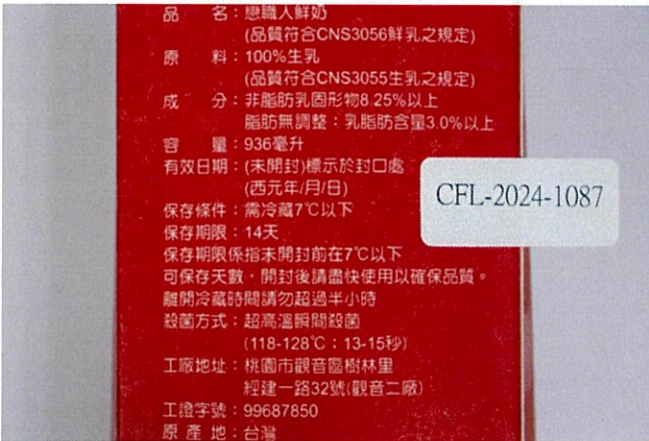 品　　名：戀職人鮮奶
(品質符合CNS3056鮮乳之規定)
原　　料：100%生乳
(品質符合CNS3055生乳之規定)
成　　分：非脂肪乳固形物8.25%以上
脂肪無調整：乳脂肪含量3.0%以上
容　　量：936毫升
有效日期：(未開封)標示於封口處
(西元年/月/日)
CFL-2024-1087
保存條件：需冷藏7℃以下
保存期限：14天
保存期限係指未開封前在7℃以下
可保存天數，開封後請盡快使用以確保品質。
離開冷藏時間請勿超過半小時
殺菌方式：超高溫瞬間殺菌
(118-128℃；13-15秒)
工廠地址：桃園市觀音區樹林里
經建一路32號(觀音二廠)
工證字號：99687850
原 產 地：台灣